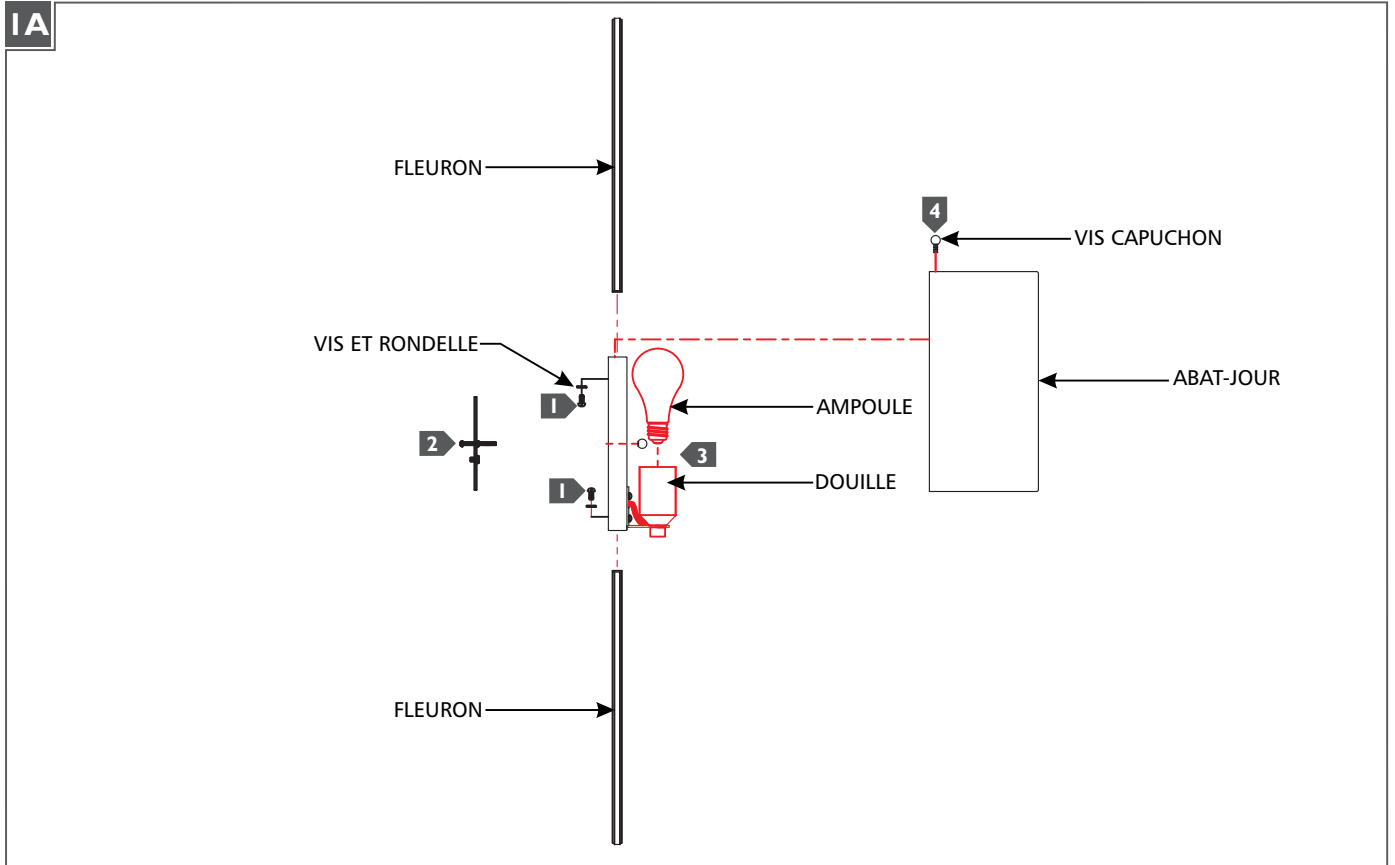 1A
FLEURON
4
VIS CAPUCHON
VIS ET RONDELLE
ABAT-JOUR
1
AMPOULE
2
3
DOUILLE
1
FLEURON